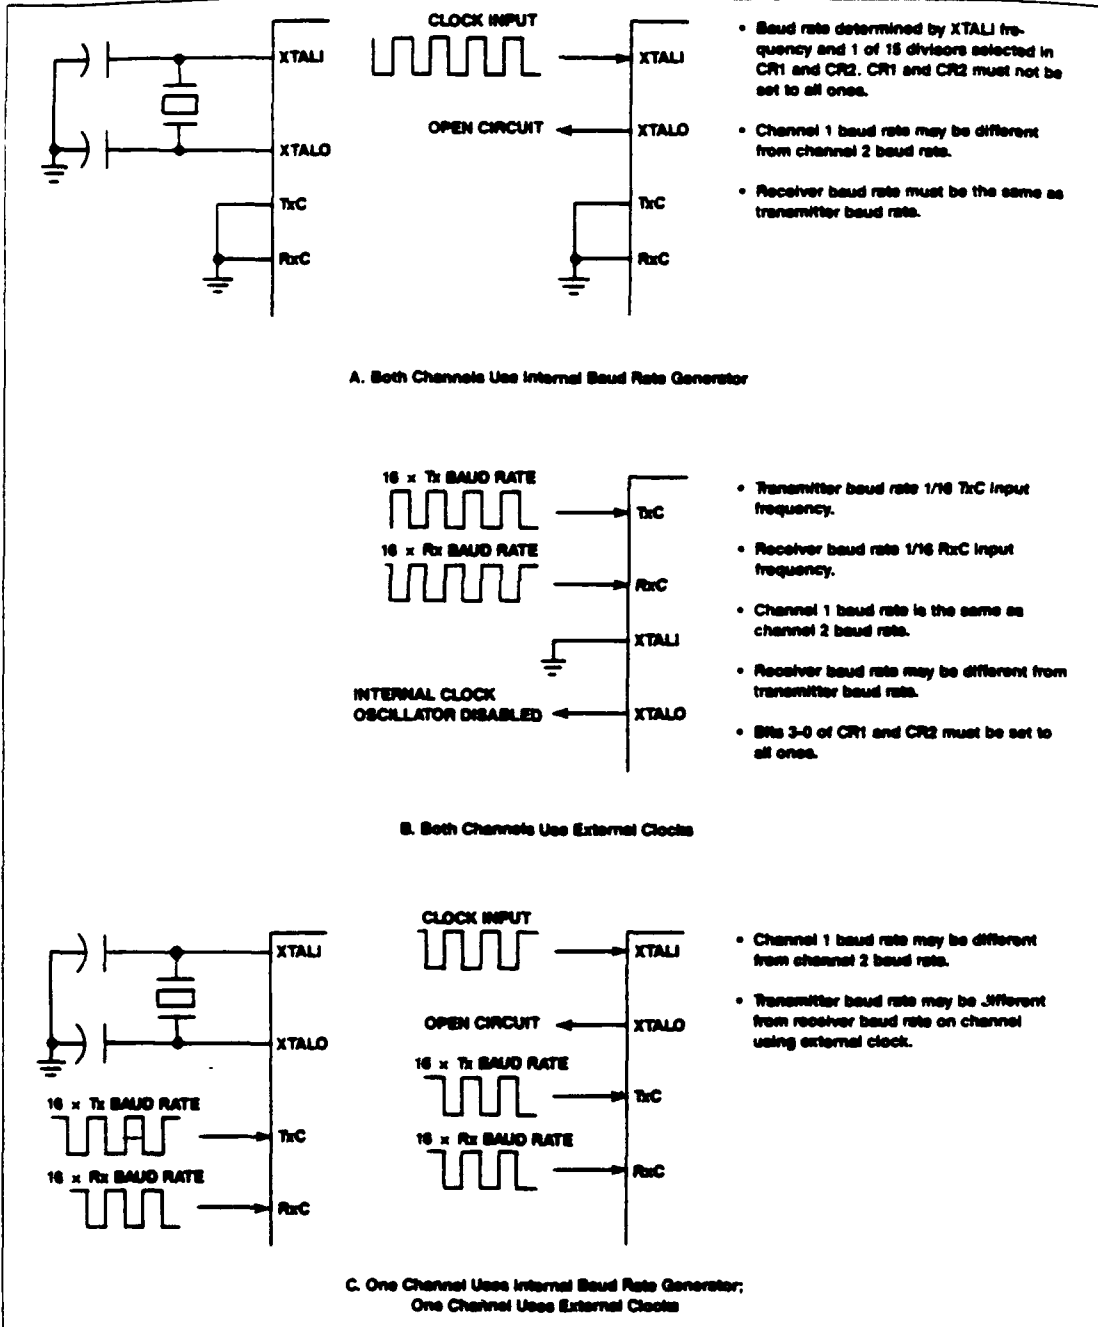 XTALI
XTALO
TxC
RxC
CLOCK INPUT
XTALI
OPEN CIRCUIT
XTALO
TxC
RxC
• Baud rate determined by XTALI fre-
quency and 1 of 15 divisors selected in
CR1 and CR2. CR1 and CR2 must not be
set to all ones.
• Channel 1 baud rate may be different
from channel 2 baud rate.
• Receiver baud rate must be the same as
transmitter baud rate.
A. Both Channels Use Internal Baud Rate Generator
16 x Tx BAUD RATE
TxC
16 x Rx BAUD RATE
RxC
XTALI
INTERNAL CLOCK
OSCILLATOR DISABLED
XTALO
• Transmitter baud rate 1/16 TxC input
frequency.
• Receiver baud rate 1/16 RxC input
frequency.
• Channel 1 baud rate is the same as
channel 2 baud rate.
• Receiver baud rate may be different from
transmitter baud rate.
• Bits 3-0 of CR1 and CR2 must be set to
all ones.
B. Both Channels Use External Clocks
XTALI
XTALO
16 x Tx BAUD RATE
TxC
16 x Rx BAUD RATE
RxC
CLOCK INPUT
XTALI
OPEN CIRCUIT
XTALO
16 x Tx BAUD RATE
TxC
16 x Rx BAUD RATE
RxC
• Channel 1 baud rate may be different
from channel 2 baud rate.
• Transmitter baud rate may be different
from receiver baud rate on channel
using external clock.
C. One Channel Uses Internal Baud Rate Generator;
One Channel Uses External Clocks